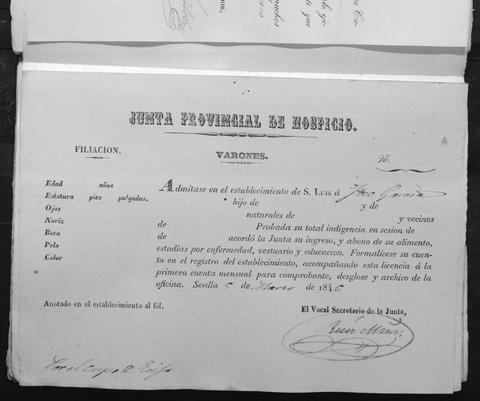 JUNTA PROVINCIAL DE HOSPICIO.
FILIACION.
VARONES.
N.
Edad años
Estatura pies pulgadas.
Ojos
Nariz
Boca
Pelo
Color
Admítase en el establecimiento de S. Luis á García
hijo de y de
naturales de y vecinos
de Probada su total indigencia en sesion de
de acordó la Junta su ingreso, y abono de su alimento,
estadías por enfermedad, vestuario y educacion. Formalícese su cuen-
ta en el registro del establecimiento, acompañando esta licencia á la
primera cuenta mensual para comprobante, desglose y archivo de la
oficina. Sevilla 5 de Marzo de 184
Anotado en el establecimiento al fól.
El Vocal Secretario de la Junta,